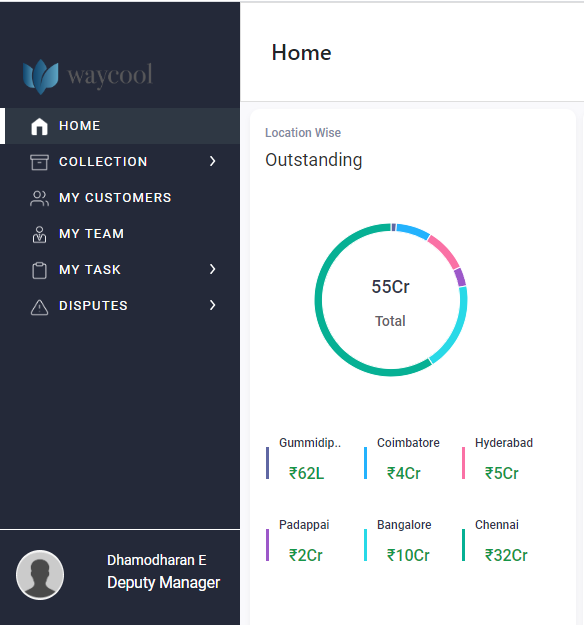 waycool
HOME
COLLECTION
MY CUSTOMERS
MY TEAM
MY TASK
DISPUTES
Dhamodharan E
Deputy Manager
Home
Location Wise
Outstanding
55Cr
Total
Gummidip.. Coimbatore Hyderabad
₹62L ₹4Cr ₹5Cr
Padappai Bangalore Chennai
₹2Cr ₹10Cr ₹32Cr